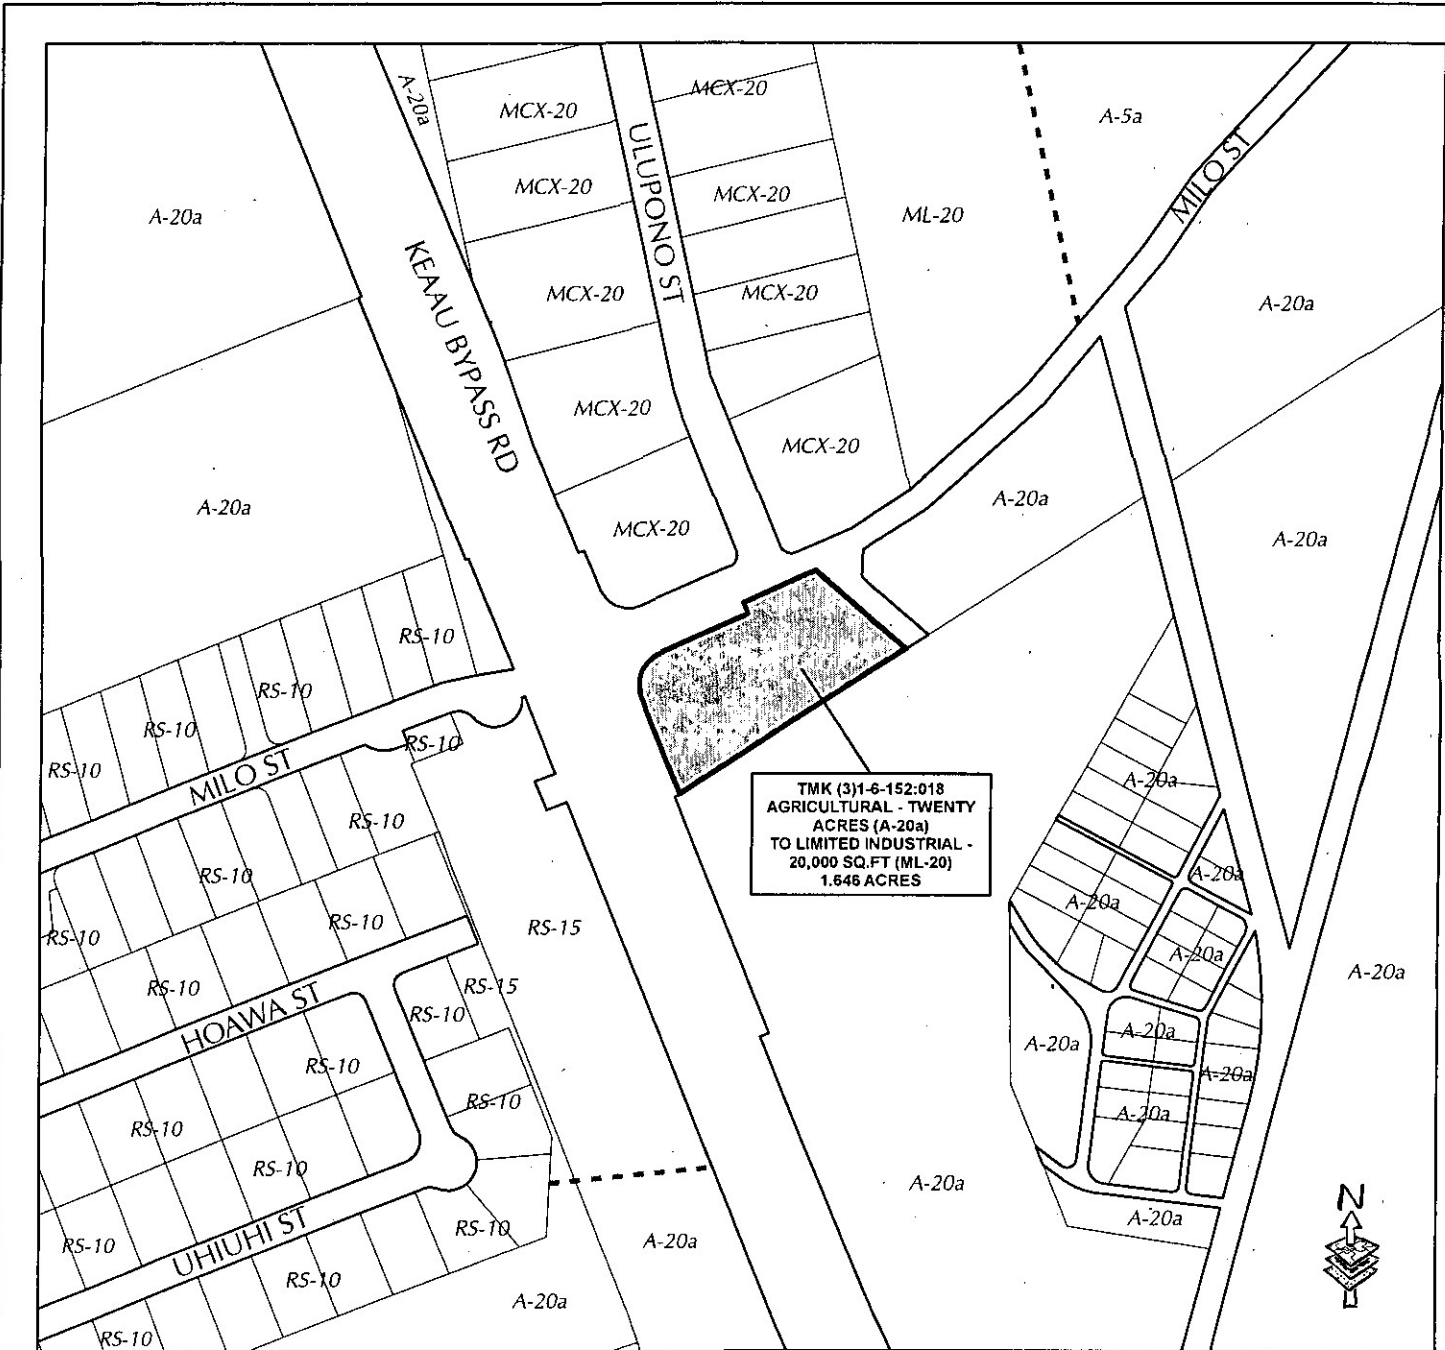 A-20a
MCX-20
MCX-20
A-5a
MILO ST
ULUPONO ST
A-20a
MCX-20
MCX-20
ML-20
KEAAU BYPASS RD
MCX-20
MCX-20
A-20a
MCX-20
MCX-20
A-20a
MCX-20
A-20a
A-20a
RS-10
RS-10
RS-10
RS-10
RS-10
MILO ST
TMK (3)1-6-152:018
AGRICULTURAL - TWENTY
ACRES (A-20a)
TO LIMITED INDUSTRIAL -
20,000 SQ.FT (ML-20)
1.646 ACRES
A-20a
RS-10
RS-10
A-20a
A-20a
RS-10
RS-10
RS-15
A-20a
A-20a
RS-10
RS-15
RS-10
HOAWA ST
A-20a
A-20a
RS-10
A-20a
RS-10
A-20a
RS-10
RS-10
A-20a
N
RS-10
UHIUHI ST
RS-10
A-20a
A-20a
RS-10
A-20a
RS-10